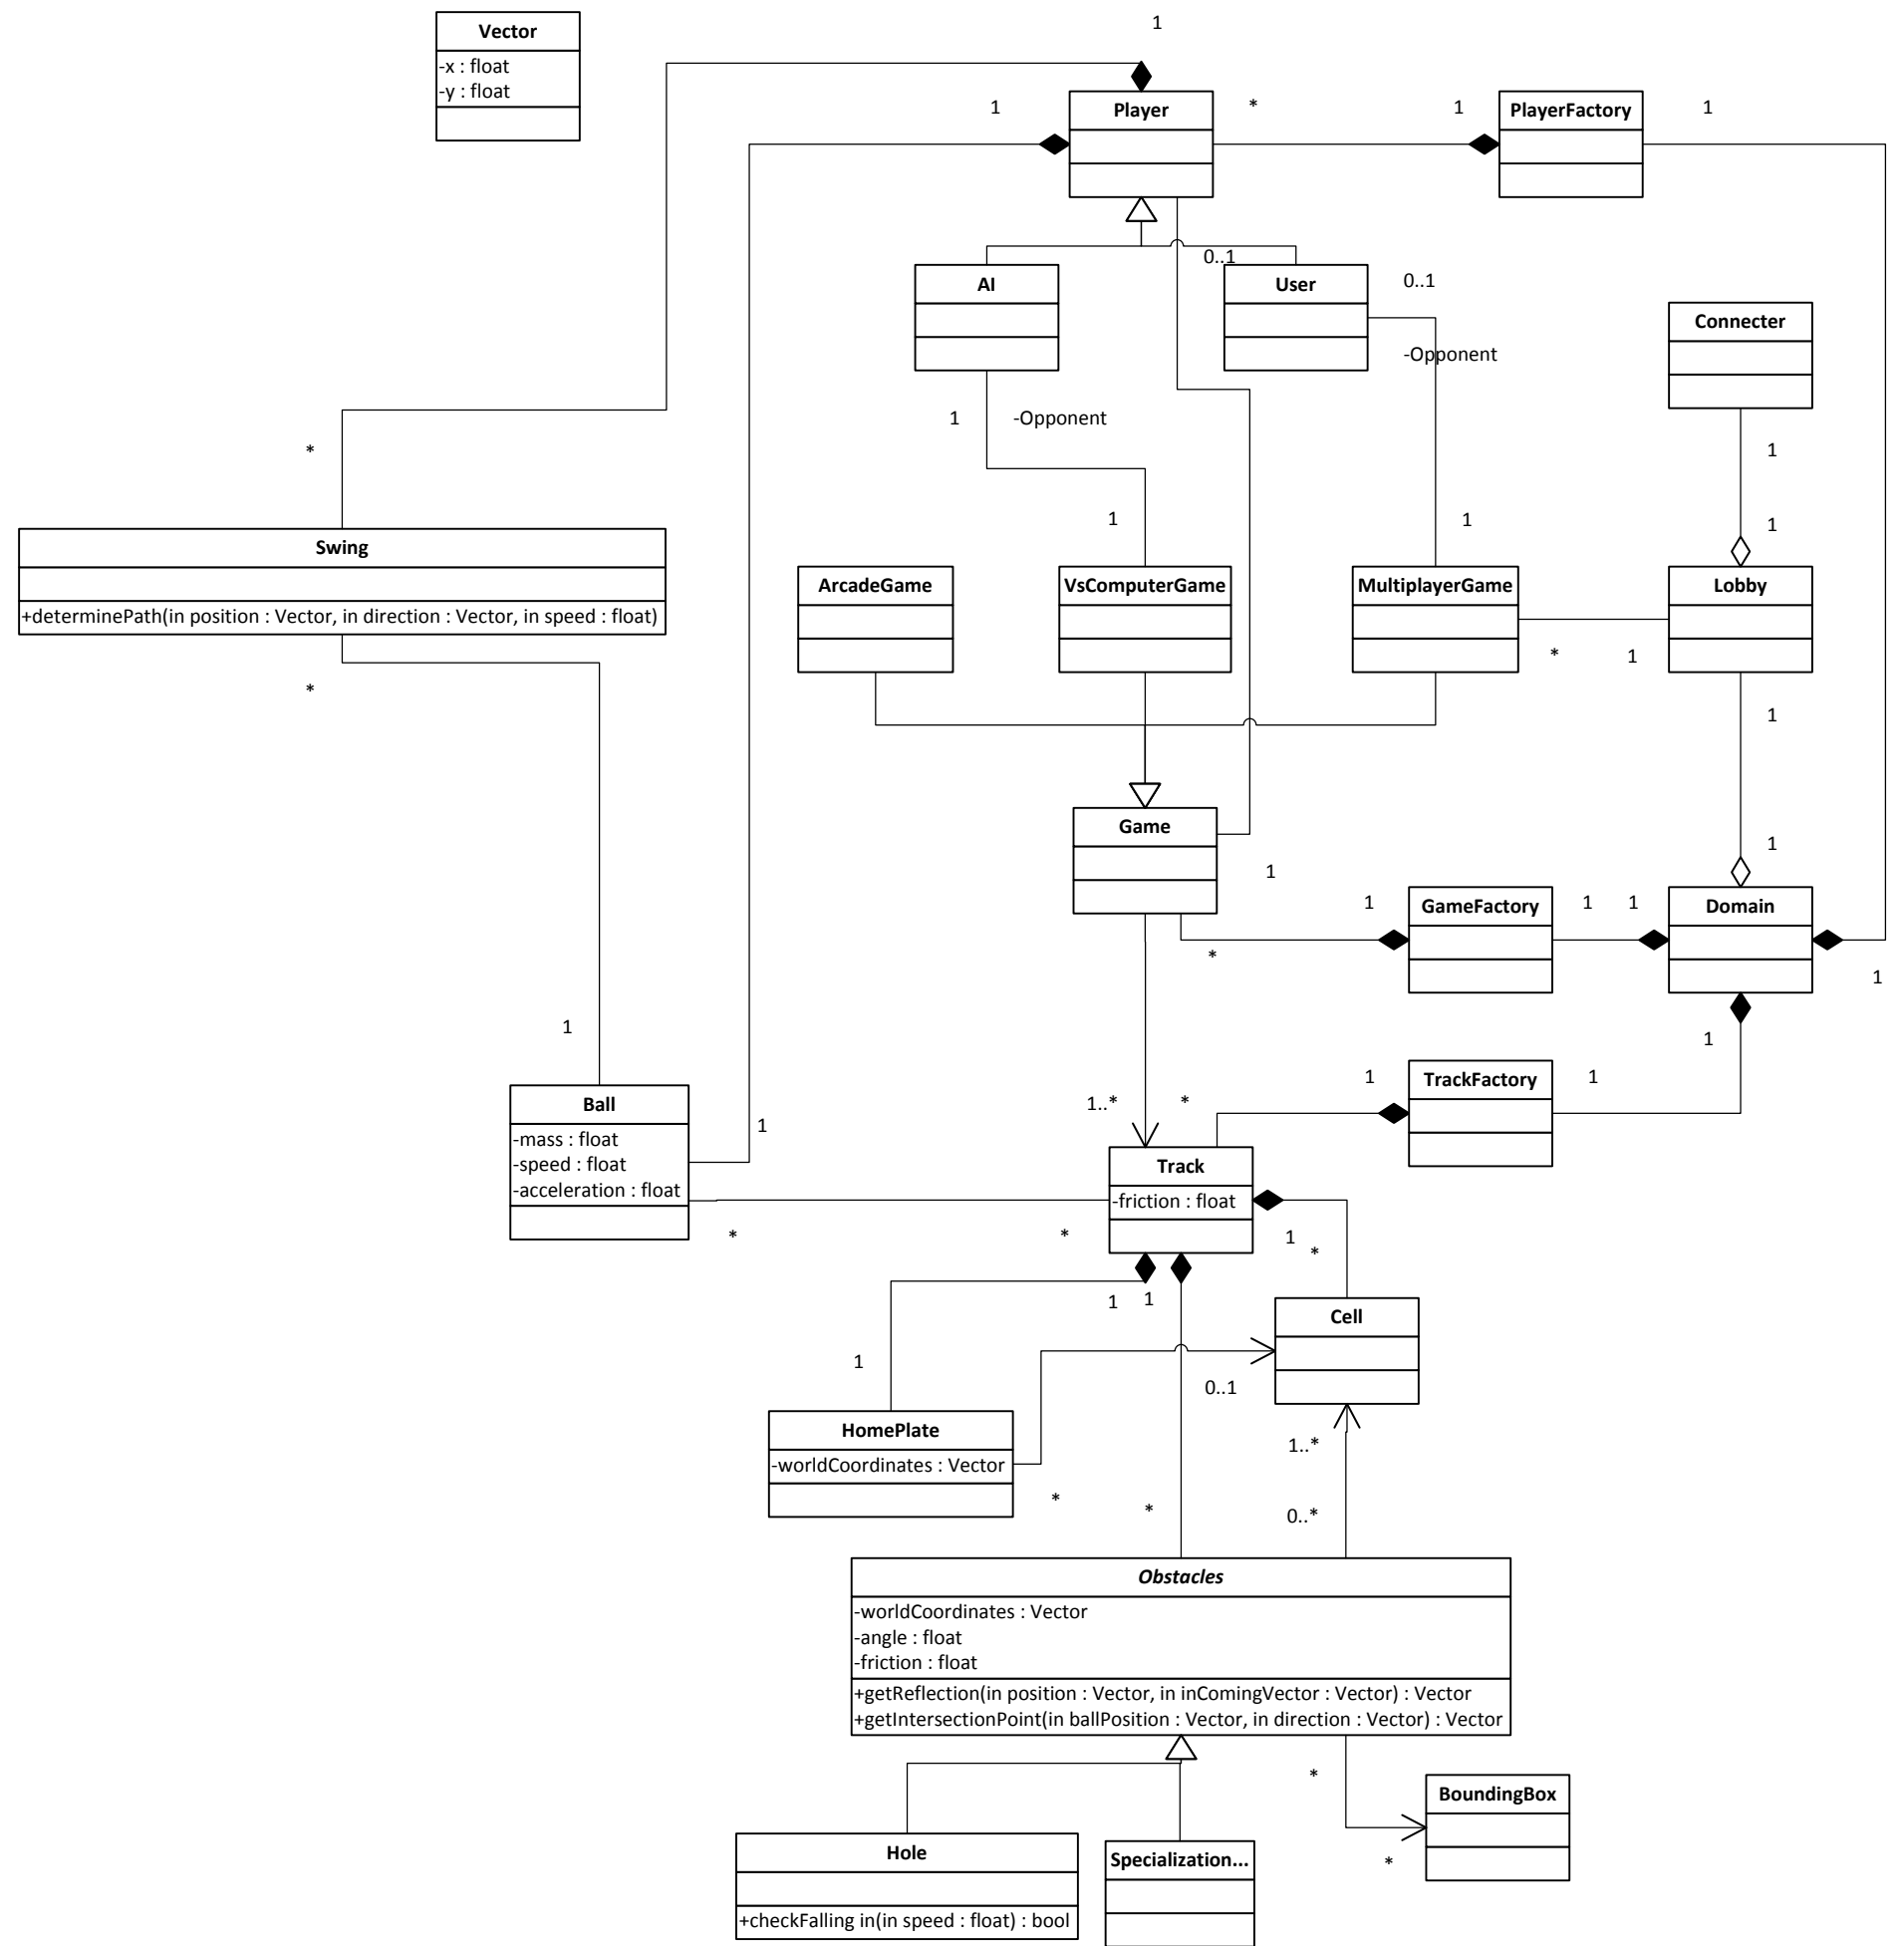 1
Vector
-x : float
-y : float
Player
1
*
1
PlayerFactory
1
0..1
AI
User
0..1
Connecter
-Opponent
1
-Opponent
*
1
1
1
1
Swing
+determinePath(in position : Vector, in direction : Vector, in speed : float)
ArcadeGame
VsComputerGame
MultiplayerGame
Lobby
*
1
*
1
Game
1
1
1
GameFactory
1
1
Domain
*
1
1
1
1
TrackFactory
1
1..*
*
Ball
-mass : float
-speed : float
-acceleration : float
1
Track
-friction : float
*
*
1
*
1
1
Cell
1
0..1
HomePlate
-worldCoordinates : Vector
1..*
*
*
0..*
Obstacles
-worldCoordinates : Vector
-angle : float
-friction : float
+getReflection(in position : Vector, in inComingVector : Vector) : Vector
+getIntersectionPoint(in ballPosition : Vector, in direction : Vector) : Vector
*
BoundingBox
*
Hole
+checkFalling in(in speed : float) : bool
Specialization...